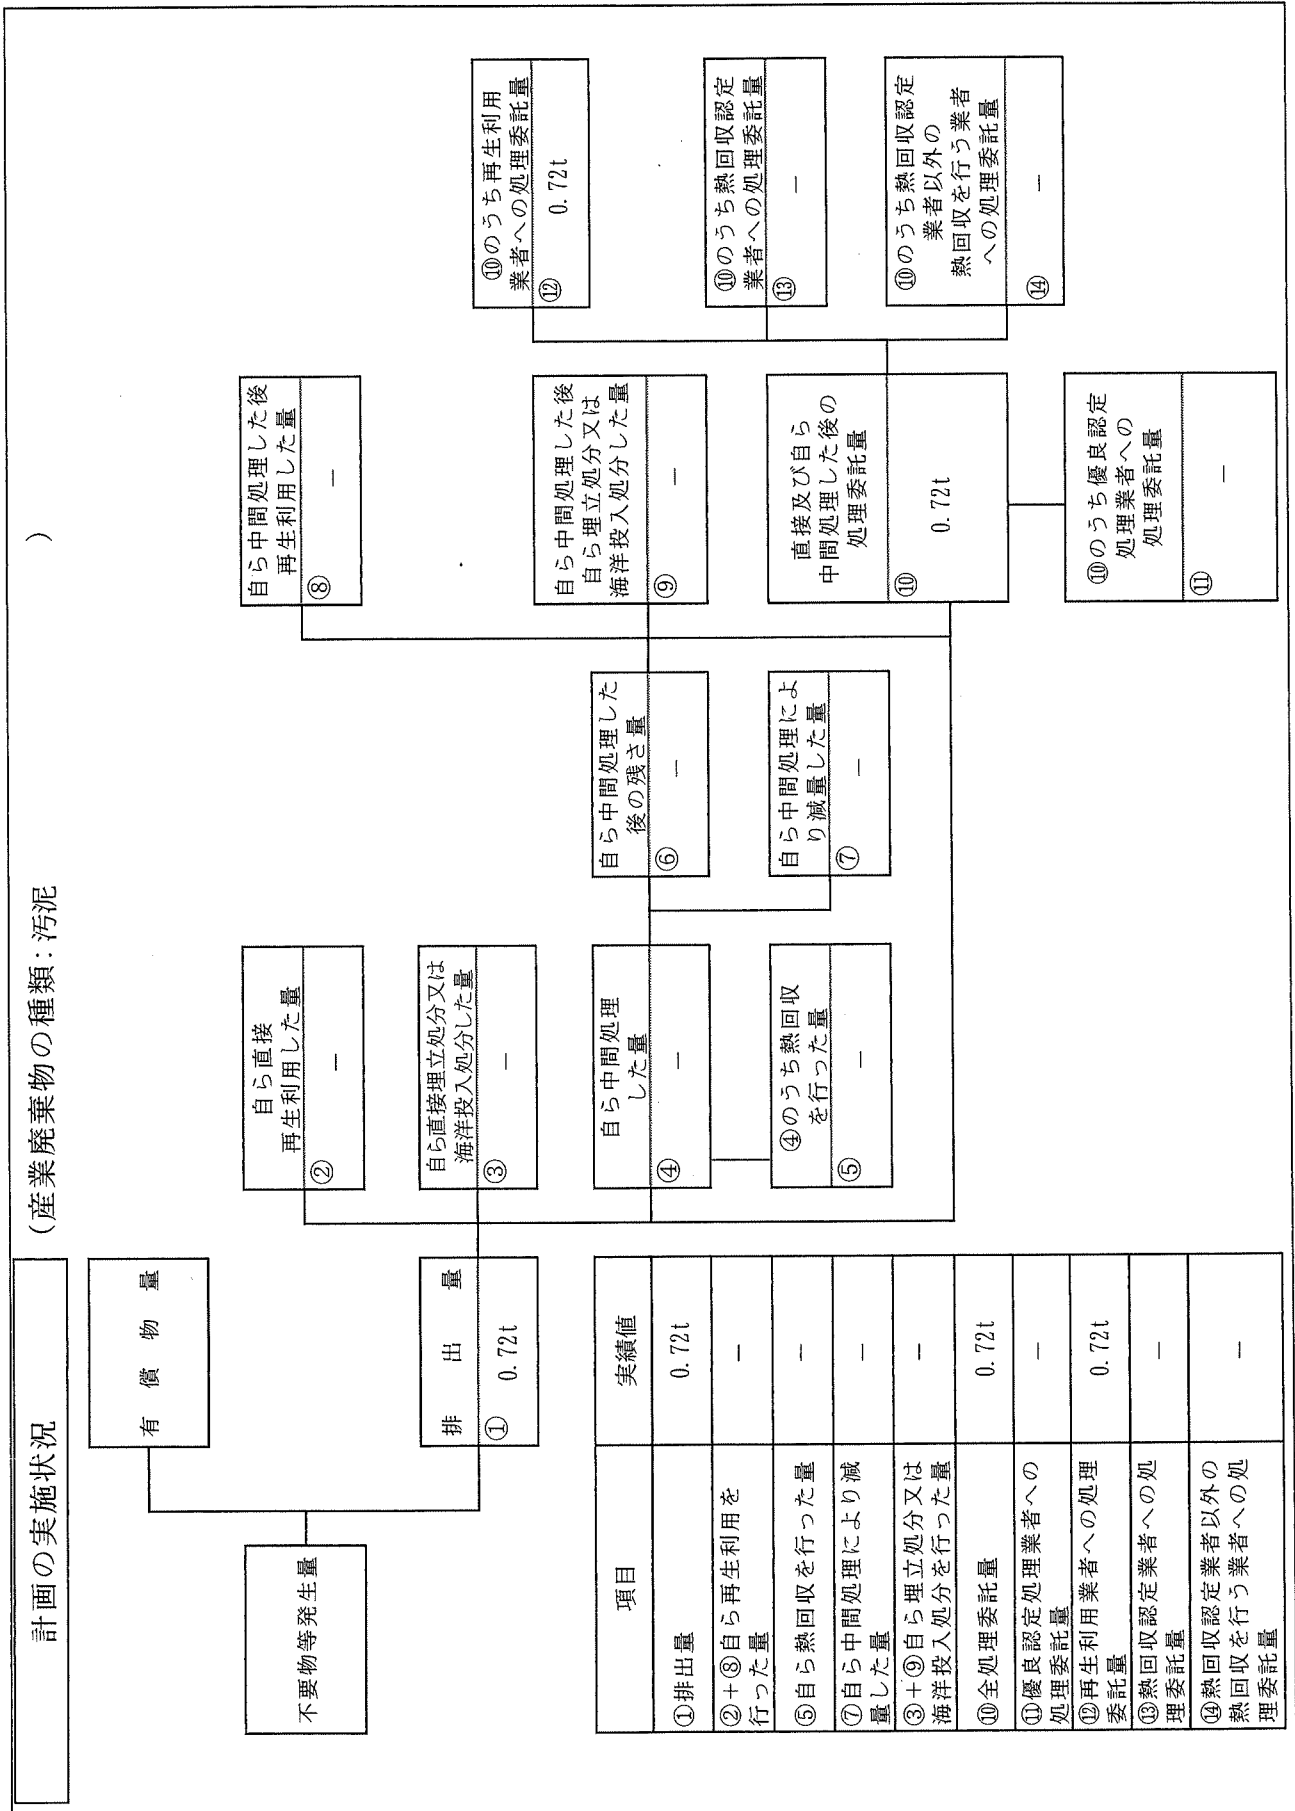 計画の実施状況
(産業廃棄物の種類：汚泥 )
不要物等発生量
有償物量
排出量
① 0.72t
自ら直接
再生利用した量
② －
自ら直接埋立処分又は
海洋投入処分した量
③ －
自ら中間処理
した量
④ －
④のうち熱回収
を行った量
⑤ －
自ら中間処理した
後の残さ量
⑥ －
自ら中間処理によ
り減量した量
⑦ －
自ら中間処理した後
再生利用した量
⑧ －
自ら中間処理した後
自ら埋立処分又は
海洋投入処分した量
⑨ －
直接及び自ら
中間処理した後の
処理委託量
⑩ 0.72t
⑩のうち優良認定
処理業者への
処理委託量
⑪ －
⑩のうち再生利用
業者への処理委託量
⑫ 0.72t
⑩のうち熱回収認定
業者への処理委託量
⑬ －
⑩のうち熱回収認定
業者以外の
熱回収を行う業者
への処理委託量
⑭ －
項目 実績値
①排出量 0.72t
②+⑧自ら再生利用を
行った量 －
⑤自ら熱回収を行った量 －
⑦自ら中間処理により減
量した量 －
③+⑨自ら埋立処分又は
海洋投入処分を行った量 －
⑩全処理委託量 0.72t
⑪優良認定処理業者への
処理委託量 －
⑫再生利用業者への処理
委託量 0.72t
⑬熱回収認定業者への処
理委託量 －
⑭熱回収認定業者以外の
熱回収を行う業者への処
理委託量 －